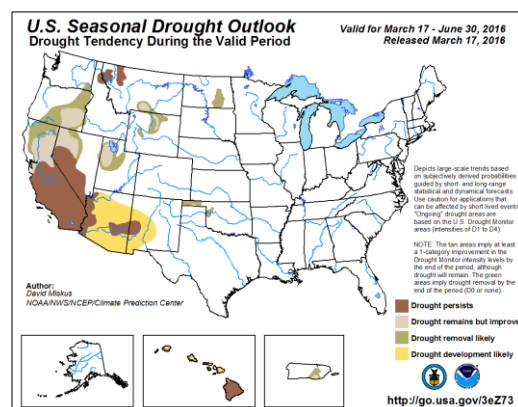 U.S. Seasonal Drought Outlook
Drought Tendency During the Valid Period
Valid for March 17 - June 30, 2016
Released March 17, 2016
Depicts large-scale trends based
on subjectively derived probabilities
guided by short- and long-range
statistical and dynamical forecasts.
Use caution for applications that
can be affected by short lived events.
"Ongoing" drought areas are
based on the U.S. Drought Monitor
areas (intensities of D1 to D4).
NOTE: The tan areas imply at least
a 1-category improvement in the
Drought Monitor intensity levels by
the end of the period, although
drought will remain. The green
areas imply drought removal by the
end of the period (D0 or none).
Author:
David Miskus
NOAA/NWS/NCEP/Climate Prediction Center
Drought persists
Drought remains but improve
Drought removal likely
Drought development likely
http://go.usa.gov/3eZ73